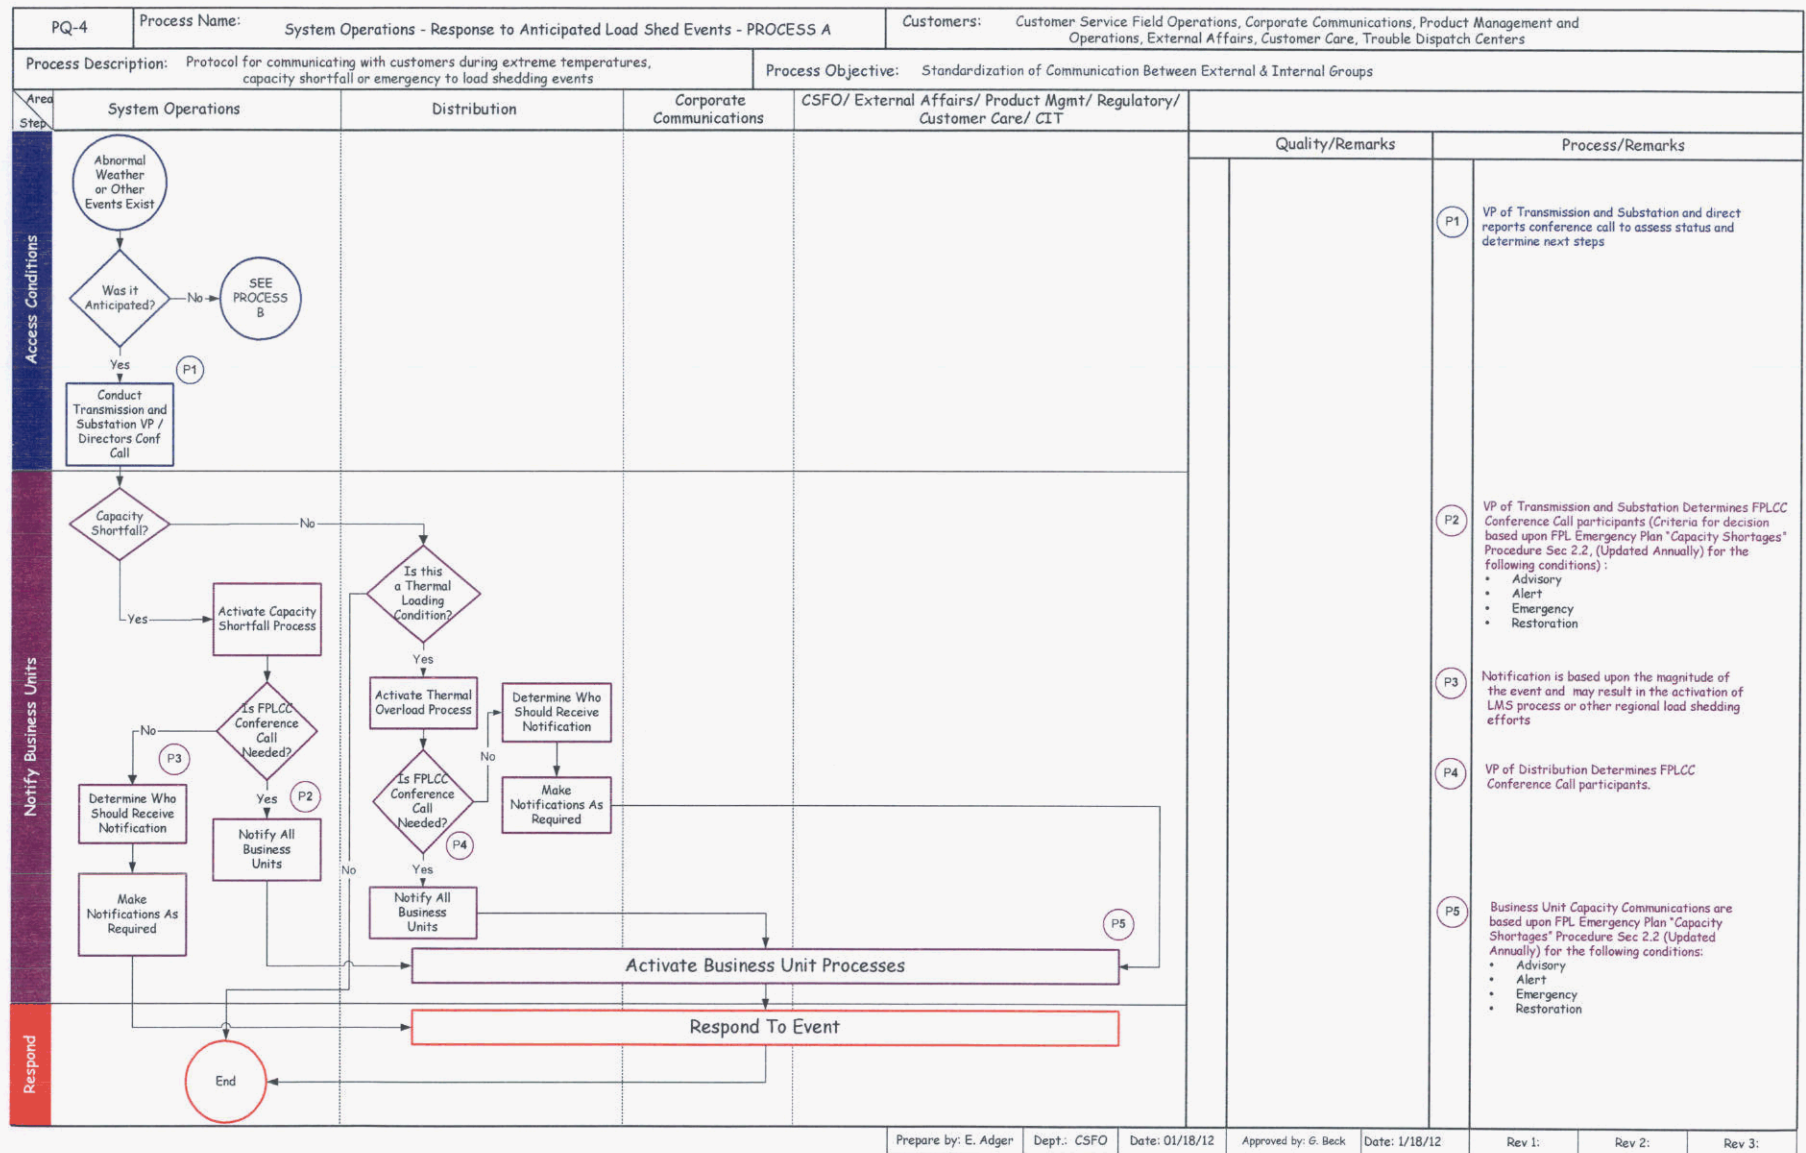 PQ-4
Process Name:
System Operations - Response to Anticipated Load Shed Events - PROCESS A
Customers:
Customer Service Field Operations, Corporate Communications, Product Management and
Operations, External Affairs, Customer Care, Trouble Dispatch Centers
Process Description:
Protocol for communicating with customers during extreme temperatures,
capacity shortfall or emergency to load shedding events
Process Objective:
Standardization of Communication Between External & Internal Groups
Area
Step
System Operations
Distribution
Corporate
Communications
CSFO/ External Affairs/ Product Mgmt/ Regulatory/
Customer Care/ CIT
Quality/Remarks
Process/Remarks
Access Conditions
Abnormal
Weather
or Other
Events Exist
Was it
Anticipated?
No
SEE
PROCESS
B
Yes
P1
Conduct
Transmission and
Substation VP /
Directors Conf
Call
P1
VP of Transmission and Substation and direct
reports conference call to assess status and
determine next steps
Notify Business Units
Capacity
Shortfall?
No
Is this
a Thermal
Loading
Condition?
Yes
Activate Capacity
Shortfall Process
Yes
Activate Thermal
Overload Process
Determine Who
Should Receive
Notification
Is FPLCC
Conference
Call
Needed?
No
P3
Is FPLCC
Conference
Call
Needed?
No
Make
Notifications As
Required
Determine Who
Should Receive
Notification
Yes
P2
Notify All
Business
Units
P4
No
Yes
Make
Notifications As
Required
Notify All
Business
Units
P5
Activate Business Unit Processes
P2
VP of Transmission and Substation Determines FPLCC
Conference Call participants (Criteria for decision
based upon FPL Emergency Plan "Capacity Shortages"
Procedure Sec 2.2, (Updated Annually) for the
following conditions) :
• Advisory
• Alert
• Emergency
• Restoration
P3
Notification is based upon the magnitude of
the event and may result in the activation of
LMS process or other regional load shedding
efforts
P4
VP of Distribution Determines FPLCC
Conference Call participants.
P5
Business Unit Capacity Communications are
based upon FPL Emergency Plan "Capacity
Shortages" Procedure Sec 2.2 (Updated
Annually) for the following conditions:
• Advisory
• Alert
• Emergency
• Restoration
Respond
Respond To Event
End
Prepare by: E. Adger
Dept.: CSFO
Date: 01/18/12
Approved by: G. Beck
Date: 1/18/12
Rev 1:
Rev 2:
Rev 3: